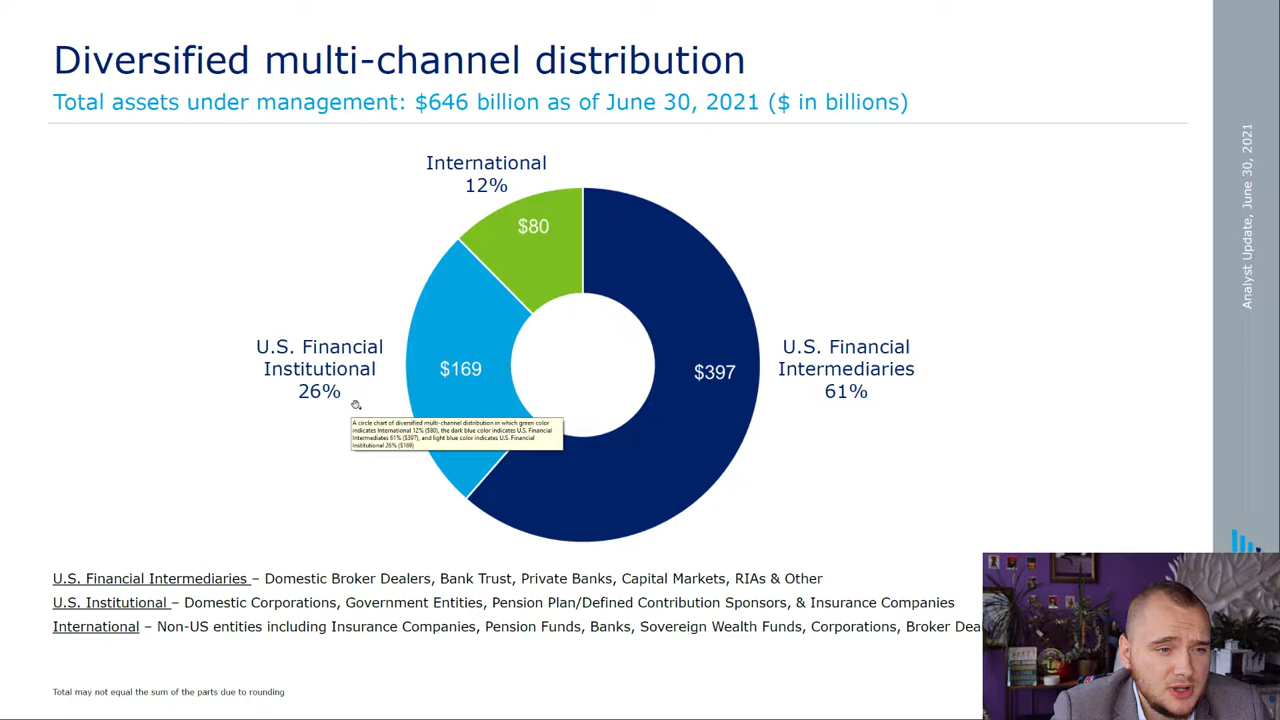 Diversified multi-channel distribution
Total assets under management: $646 billion as of June 30, 2021 ($ in billions)
Analyst Update, June 30, 2021
International
12%
$80
U.S. Financial
Institutional
26%
$169
$397
U.S. Financial
Intermediaries
61%
A circle chart of diversified multi-channel distribution in which green color
indicates International 12% ($80), the dark blue color indicates U.S. Financial
Intermediates 61% ($397), and light blue color indicates U.S. Financial
Institutional 26% ($169)
U.S. Financial Intermediaries – Domestic Broker Dealers, Bank Trust, Private Banks, Capital Markets, RIAs & Other
U.S. Institutional – Domestic Corporations, Government Entities, Pension Plan/Defined Contribution Sponsors, & Insurance Companies
International – Non-US entities including Insurance Companies, Pension Funds, Banks, Sovereign Wealth Funds, Corporations, Broker Dea
Total may not equal the sum of the parts due to rounding